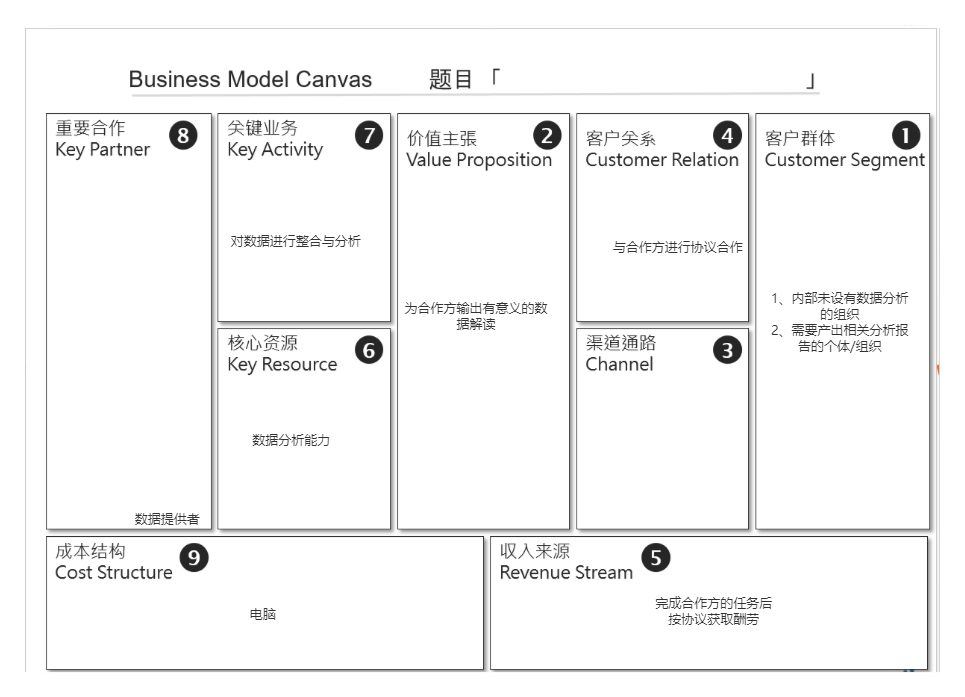 Business Model Canvas 题目「 」
重要合作 8
Key Partner
数据提供者
关键业务 7
Key Activity
对数据进行整合与分析
核心资源 6
Key Resource
数据分析能力
价值主張 2
Value Proposition
为合作方输出有意义的数
据解读
客户关系 4
Customer Relation
与合作方进行协议合作
渠道通路 3
Channel
客户群体 1
Customer Segment
1、内部未设有数据分析
的组织
2、需要产出相关分析报
告的个体/组织
成本结构 9
Cost Structure
电脑
収入来源 5
Revenue Stream
完成合作方的任务后
按协议获取酬劳